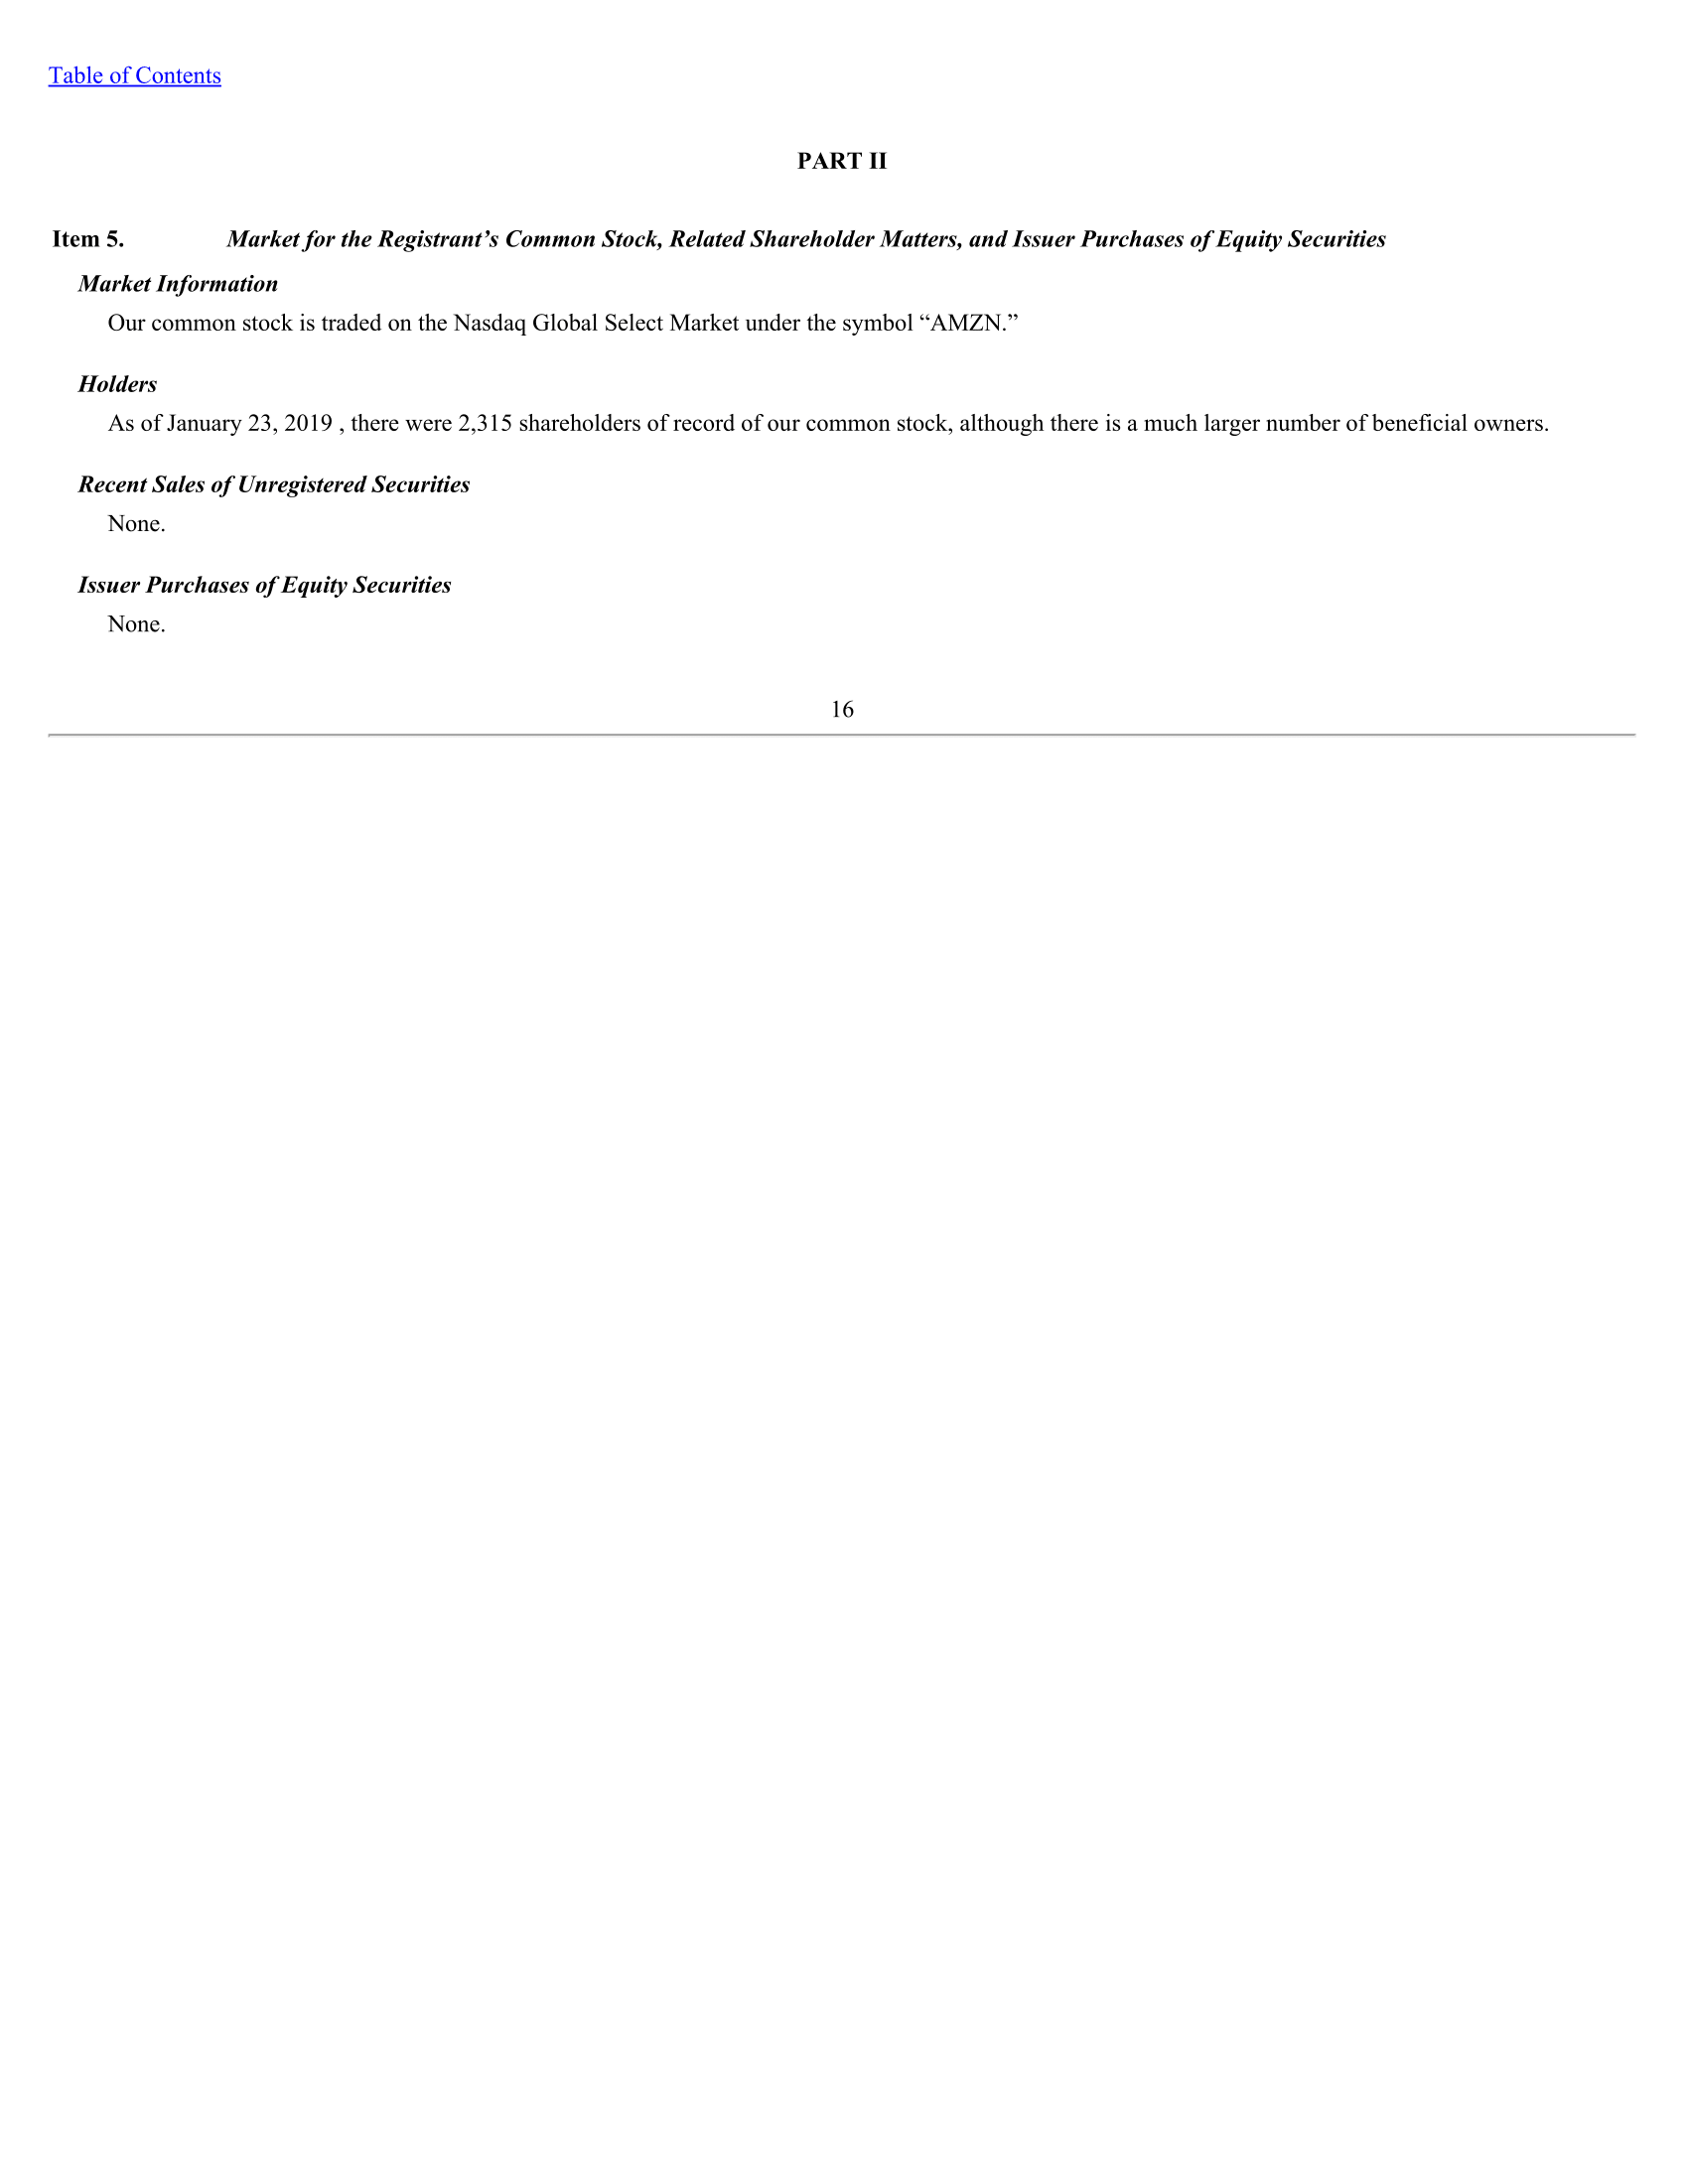 Table of Contents
PART II
Item 5. Market for the Registrant’s Common Stock, Related Shareholder Matters, and Issuer Purchases of Equity Securities
Market Information
Our common stock is traded on the Nasdaq Global Select Market under the symbol “AMZN.”
Holders
As of January 23, 2019 , there were 2,315 shareholders of record of our common stock, although there is a much larger number of beneficial owners.
Recent Sales of Unregistered Securities
None.
Issuer Purchases of Equity Securities
None.
16